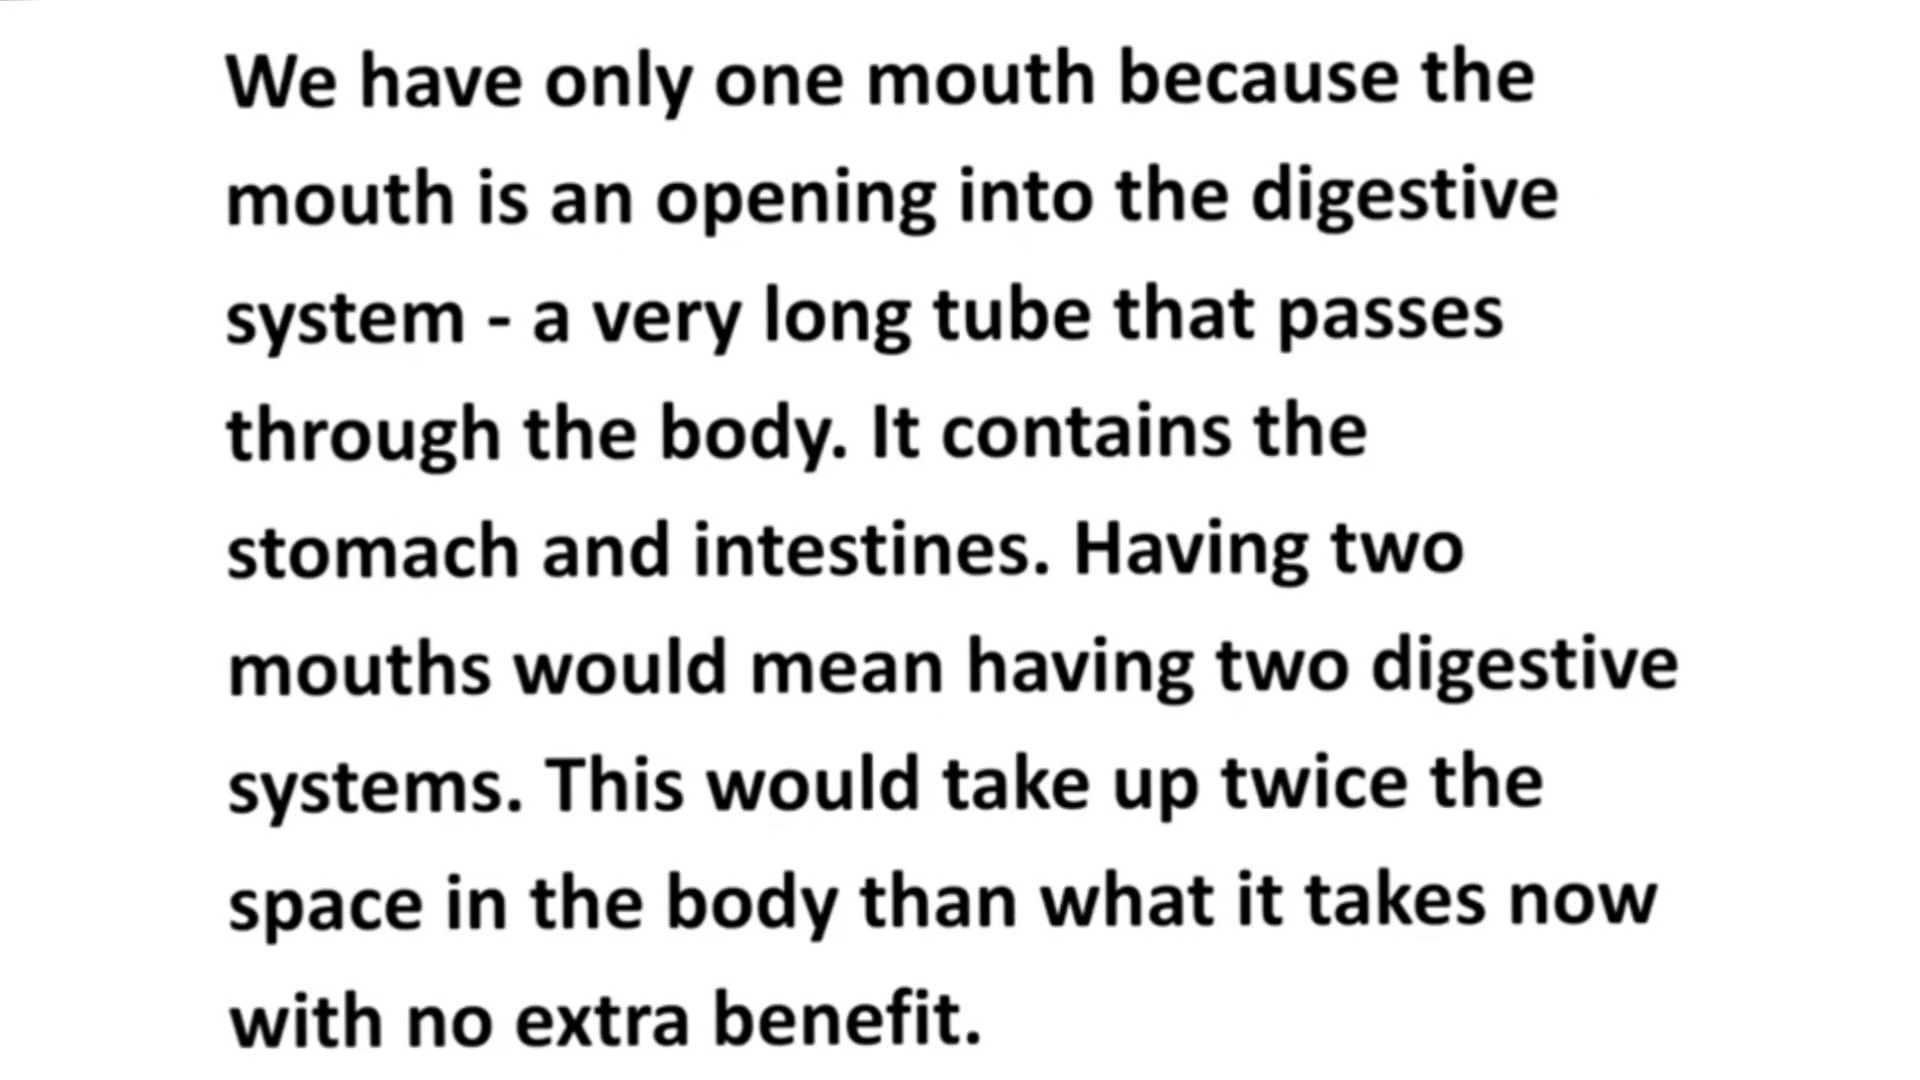 We have only one mouth because the
mouth is an opening into the digestive
system - a very long tube that passes
through the body. It contains the
stomach and intestines. Having two
mouths would mean having two digestive
systems. This would take up twice the
space in the body than what it takes now
with no extra benefit.